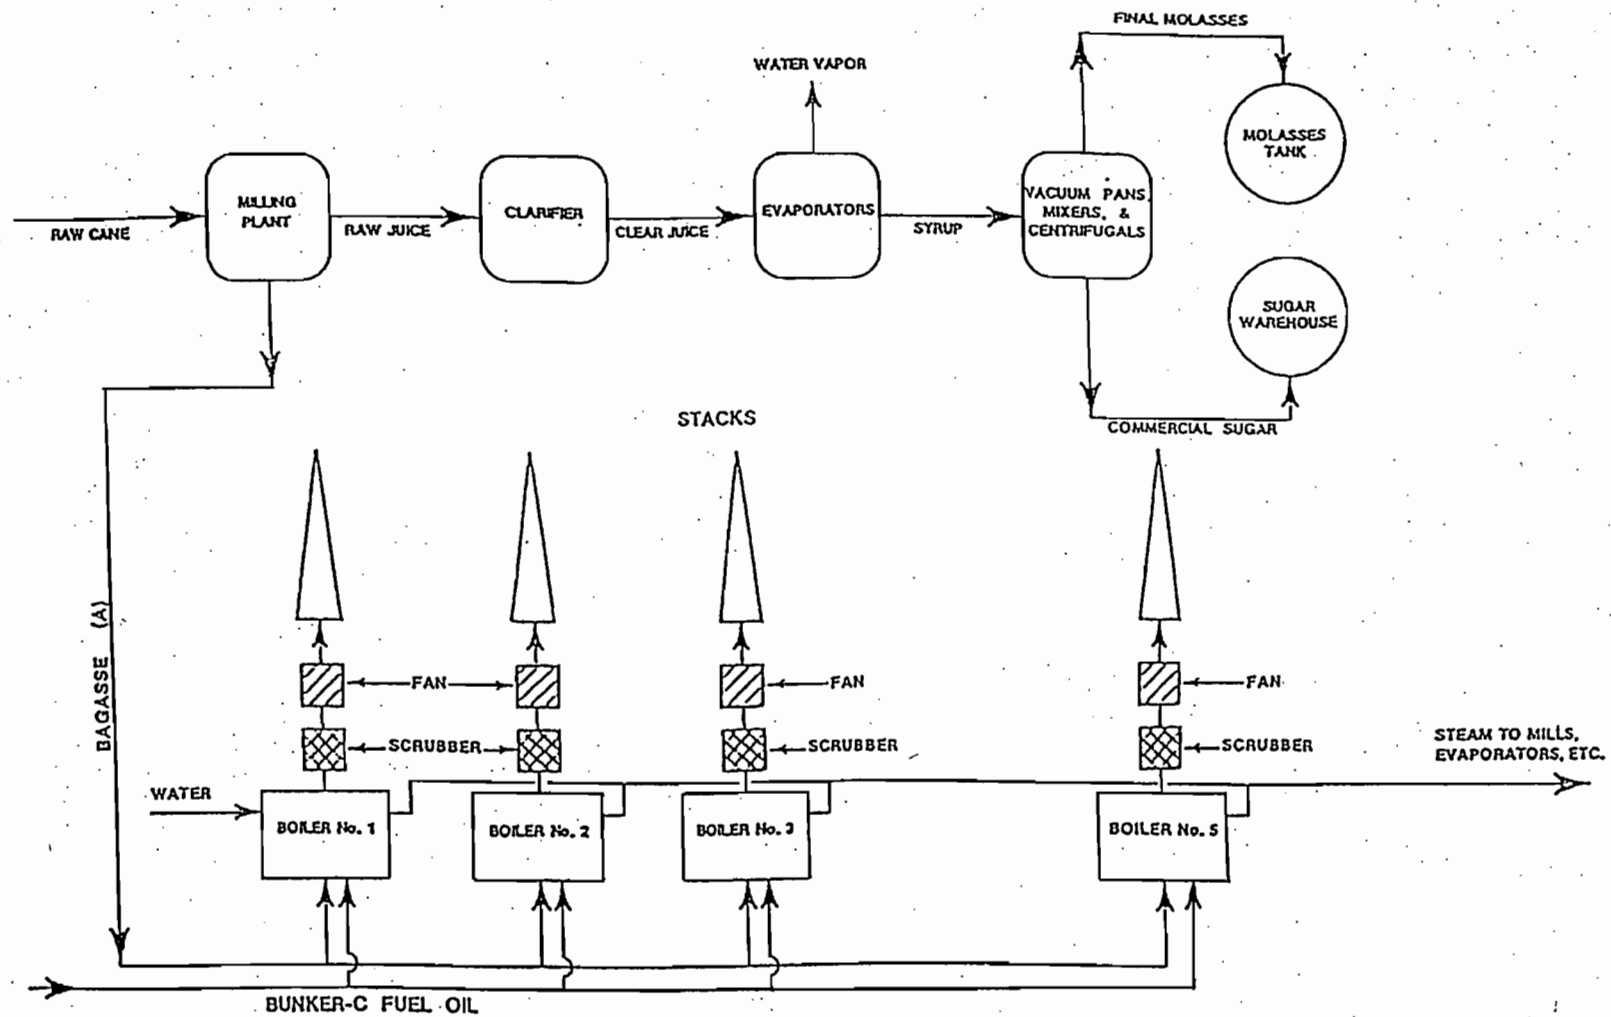 FINAL MOLASSES
WATER VAPOR
MOLASSES
TANK
MILLING
PLANT
CLARIFIER
EVAPORATORS
VACUUM PANS,
MIXERS, &
CENTRIFUGALS
RAW CANE
RAW JUICE
CLEAR JUICE
SYRUP
SUGAR
WAREHOUSE
STACKS
COMMERCIAL SUGAR
BAGASSE (A)
FAN
FAN
FAN
SCRUBBER
SCRUBBER
SCRUBBER
STEAM TO MILLS,
EVAPORATORS, ETC.
WATER
BOILER No. 1
BOILER No. 2
BOILER No. 3
BOILER No. 5
BUNKER-C FUEL OIL